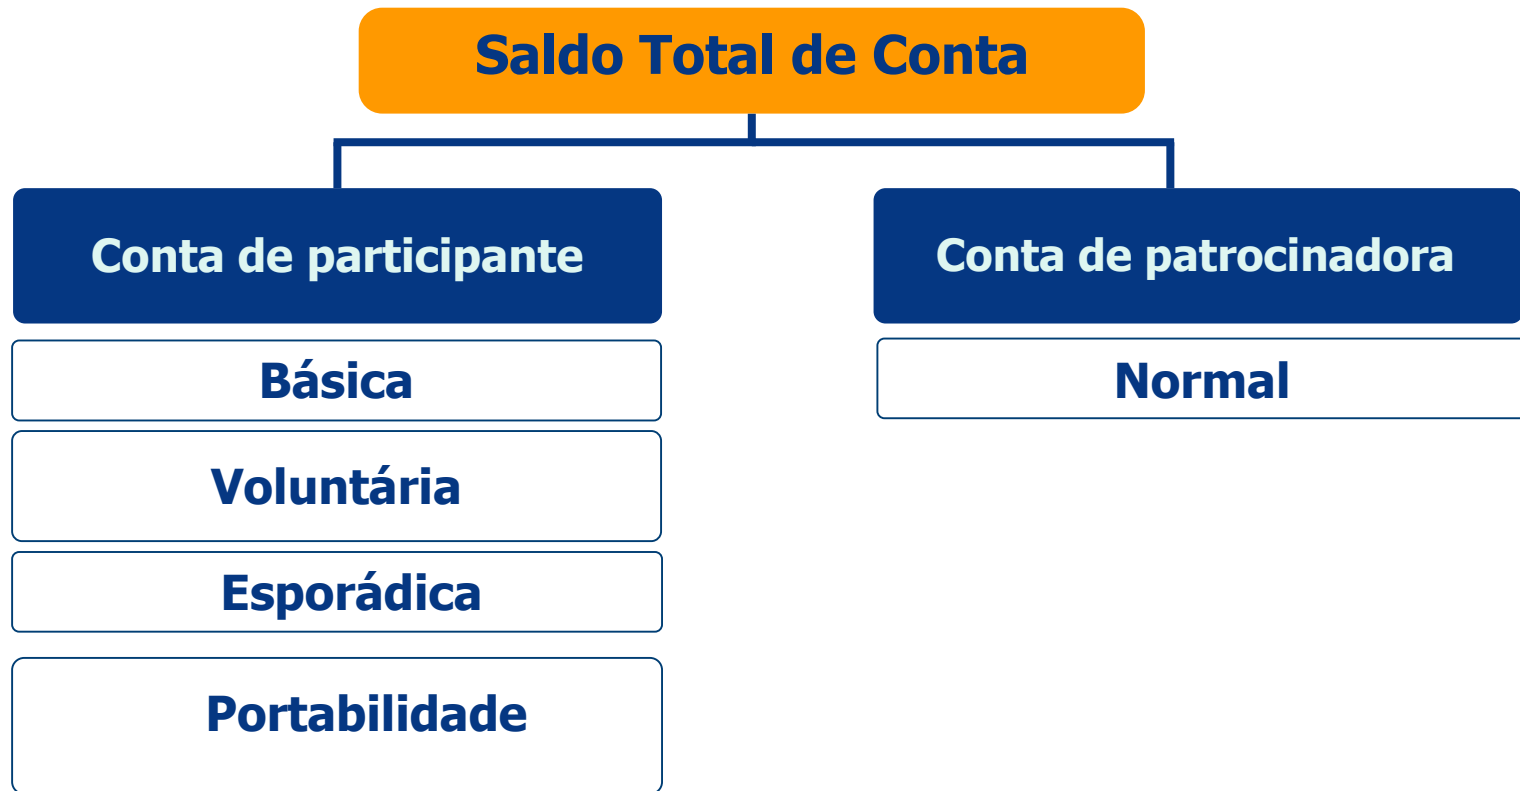 Saldo Total de Conta
Conta de participante
Básica
Voluntária
Esporádica
Portabilidade
Conta de patrocinadora
Normal